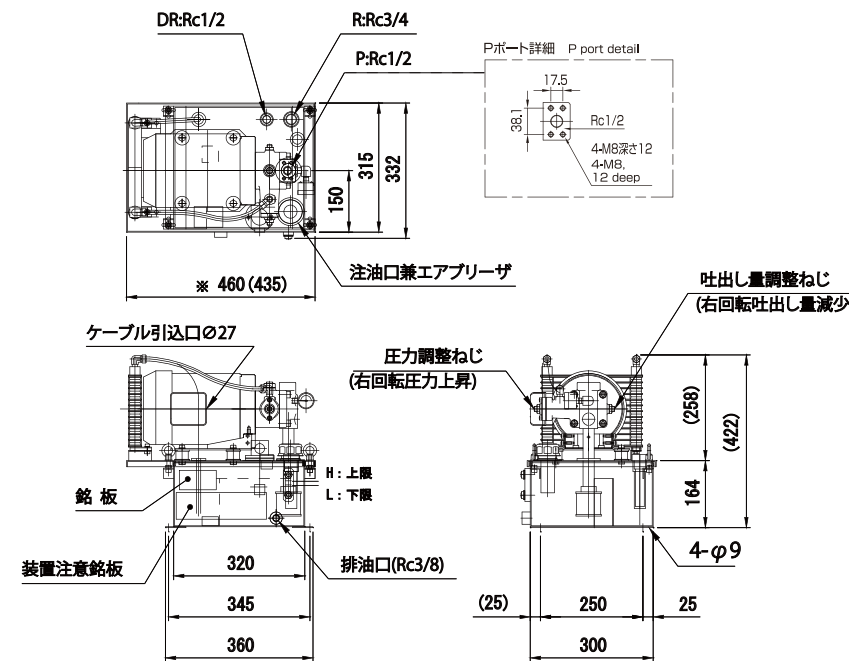 DR:Rc1/2
R:Rc3/4
P:Rc1/2
Pポート詳細 P port detail
17.5
38.1
Rc1/2
4-M8深さ12
4-M8,
12 deep
315
332
150
注油口兼エアブリーザ
※ 460(435)
吐出し量調整ねじ
(右回転吐出し量減少
ケーブル引込口Ø27
圧力調整ねじ
(右回転圧力上昇)
(258)
(422)
164
H：上限
L：下限
銘 板
装置注意銘板
排油口(Rc3/8)
4-φ9
320
345
360
(25)
250
25
300